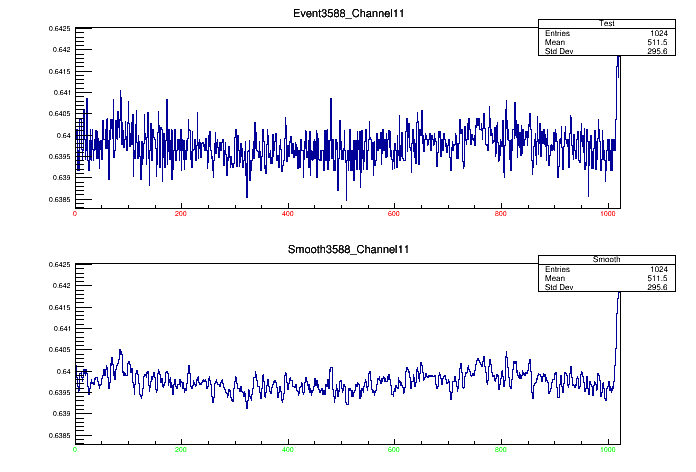 Event3588_Channel11
Test
Entries 1024
Mean 511.5
Std Dev 295.6
0.6425
0.642
0.6415
0.641
0.6405
0.64
0.6395
0.639
0.6385
0 200 400 600 800 1000
Smooth3588_Channel11
Smooth
Entries 1024
Mean 511.5
Std Dev 295.6
0.6425
0.642
0.6415
0.641
0.6405
0.64
0.6395
0.639
0.6385
0 200 400 600 800 1000